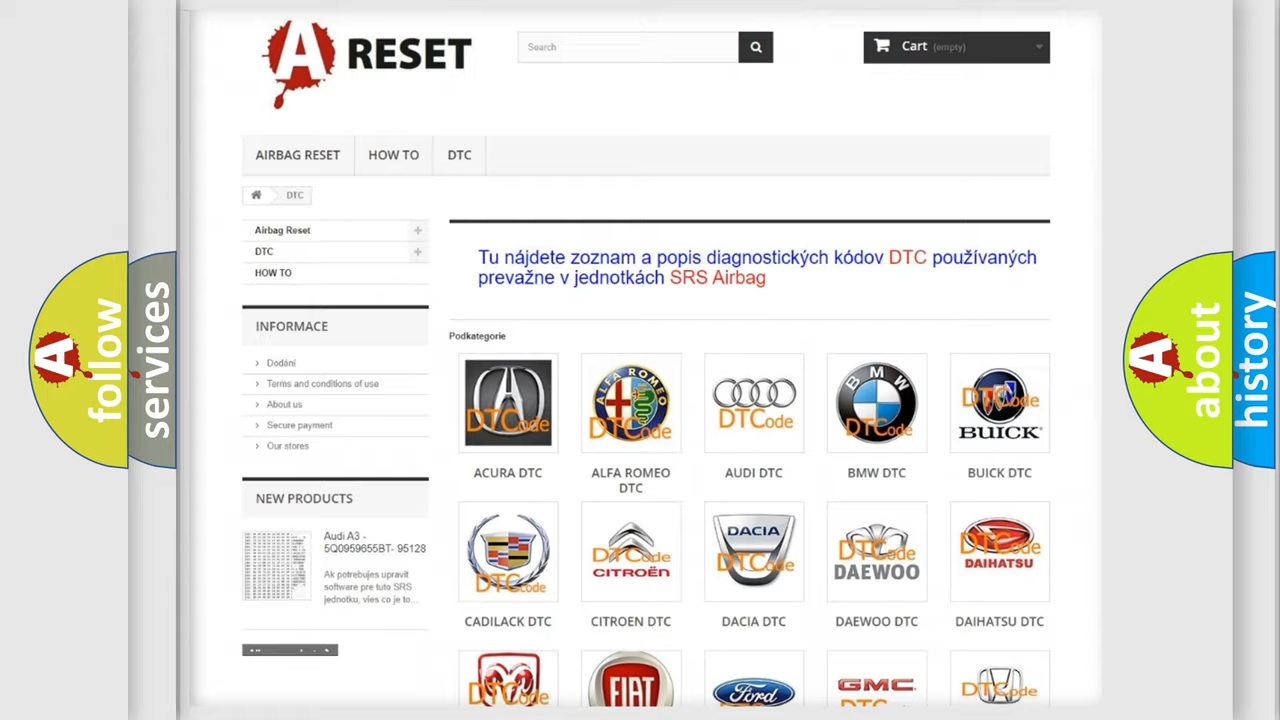 A RESET
Search
Cart (empty)
AIRBAG RESET
HOW TO
DTC
DTC
Airbag Reset
DTC
HOW TO
INFORMACE
Dodání
Terms and conditions of use
About us
Secure payment
Our stores
NEW PRODUCTS
Audi A3 -
5Q0959655BT- 95128
Ak potrebujes upravit
software pre tuto SRS
jednotku, vies co je to...
Tu nájdete zoznam a popis diagnostických kódov DTC používaných
prevažne v jednotkách SRS Airbag
Podkategorie
DTCode
ALFA ROMEO
DTCode
DTCode
BMW
DTCode
DTCode
BUICK
ACURA DTC
ALFA ROMEO
DTC
AUDI DTC
BMW DTC
BUICK DTC
DTCode
DTCode
CITROËN
DACIA
DTCode
DTCode
DAEWOO
DTCode
DAIHATSU
CADILACK DTC
CITROEN DTC
DACIA DTC
DAEWOO DTC
DAIHATSU DTC
DTCode
FIAT
Ford
GMC
DTCode
A follow
services
A about
history